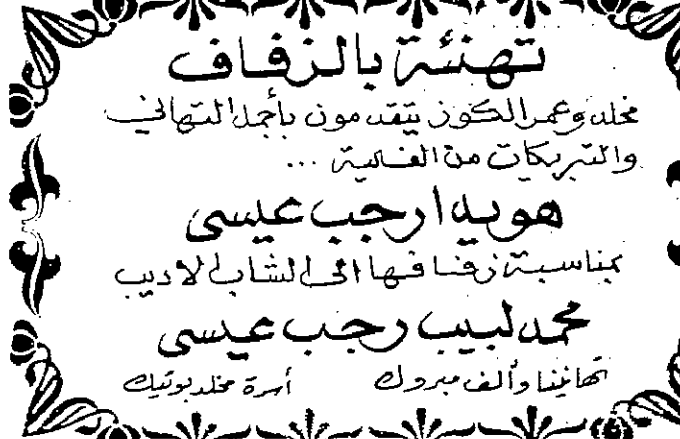 تهنئة بالزفاف
مخلد وعمر الكوز يتقدمون بأجمل التهاني
والتبريكات من الغالية ...
هويدا رجب عيسى
بمناسبة زفافها الى الشاب الاديب
محمد لبيب رجب عيسى
تهانينا وألف مبروك أسرة مخلد بوتيك